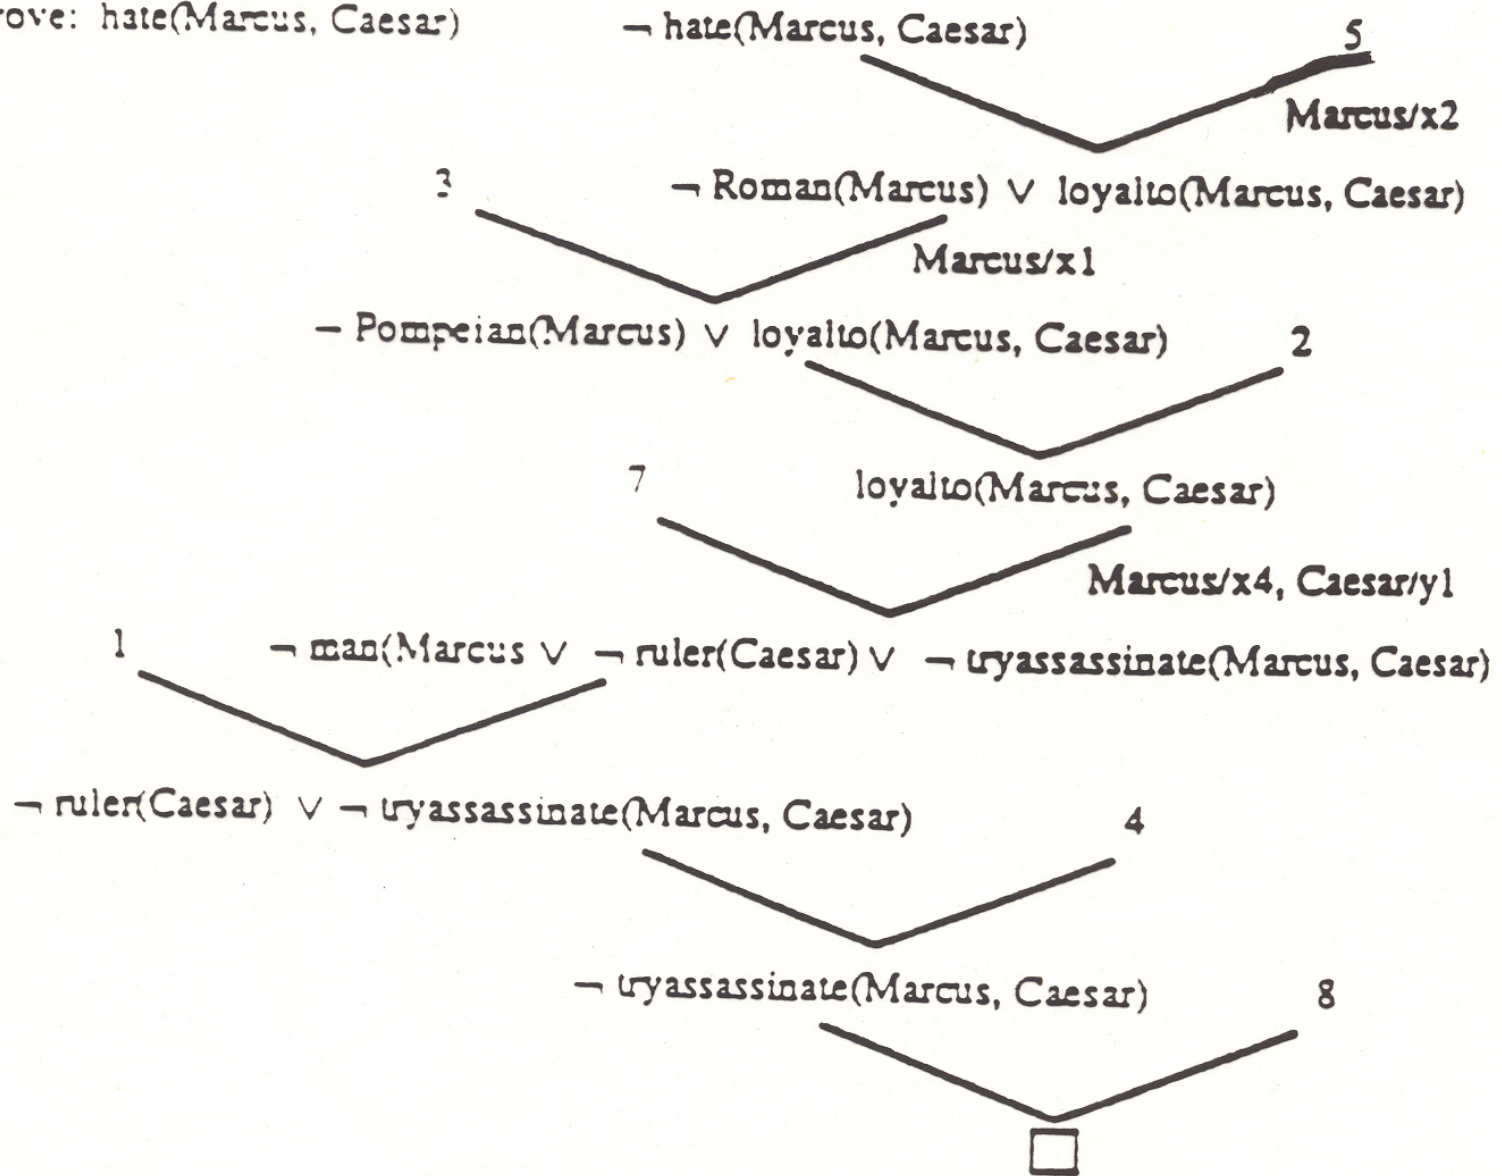 rove: hate(Marcus, Caesar) ¬ hate(Marcus, Caesar) 5
Marcus/x2
3 ¬ Roman(Marcus) ∨ loyalto(Marcus, Caesar)
Marcus/x1
¬ Pompeian(Marcus) ∨ loyalto(Marcus, Caesar) 2
7 loyalto(Marcus, Caesar)
Marcus/x4, Caesar/y1
1 ¬ man(Marcus ∨ ¬ ruler(Caesar) ∨ ¬ tryassassinate(Marcus, Caesar)
¬ ruler(Caesar) ∨ ¬ tryassassinate(Marcus, Caesar) 4
¬ tryassassinate(Marcus, Caesar) 8